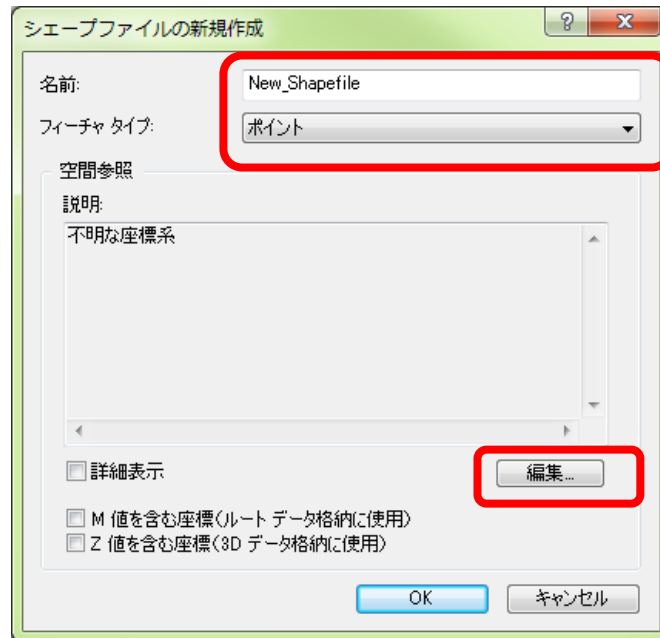 シェープファイルの新規作成
名前:
New_Shapefile
フィーチャ タイプ:
ポイント
空間参照
説明:
不明な座標系
詳細表示
編集...
M 値を含む座標(ルート データ格納に使用)
Z 値を含む座標(3D データ格納に使用)
OK
キャンセル